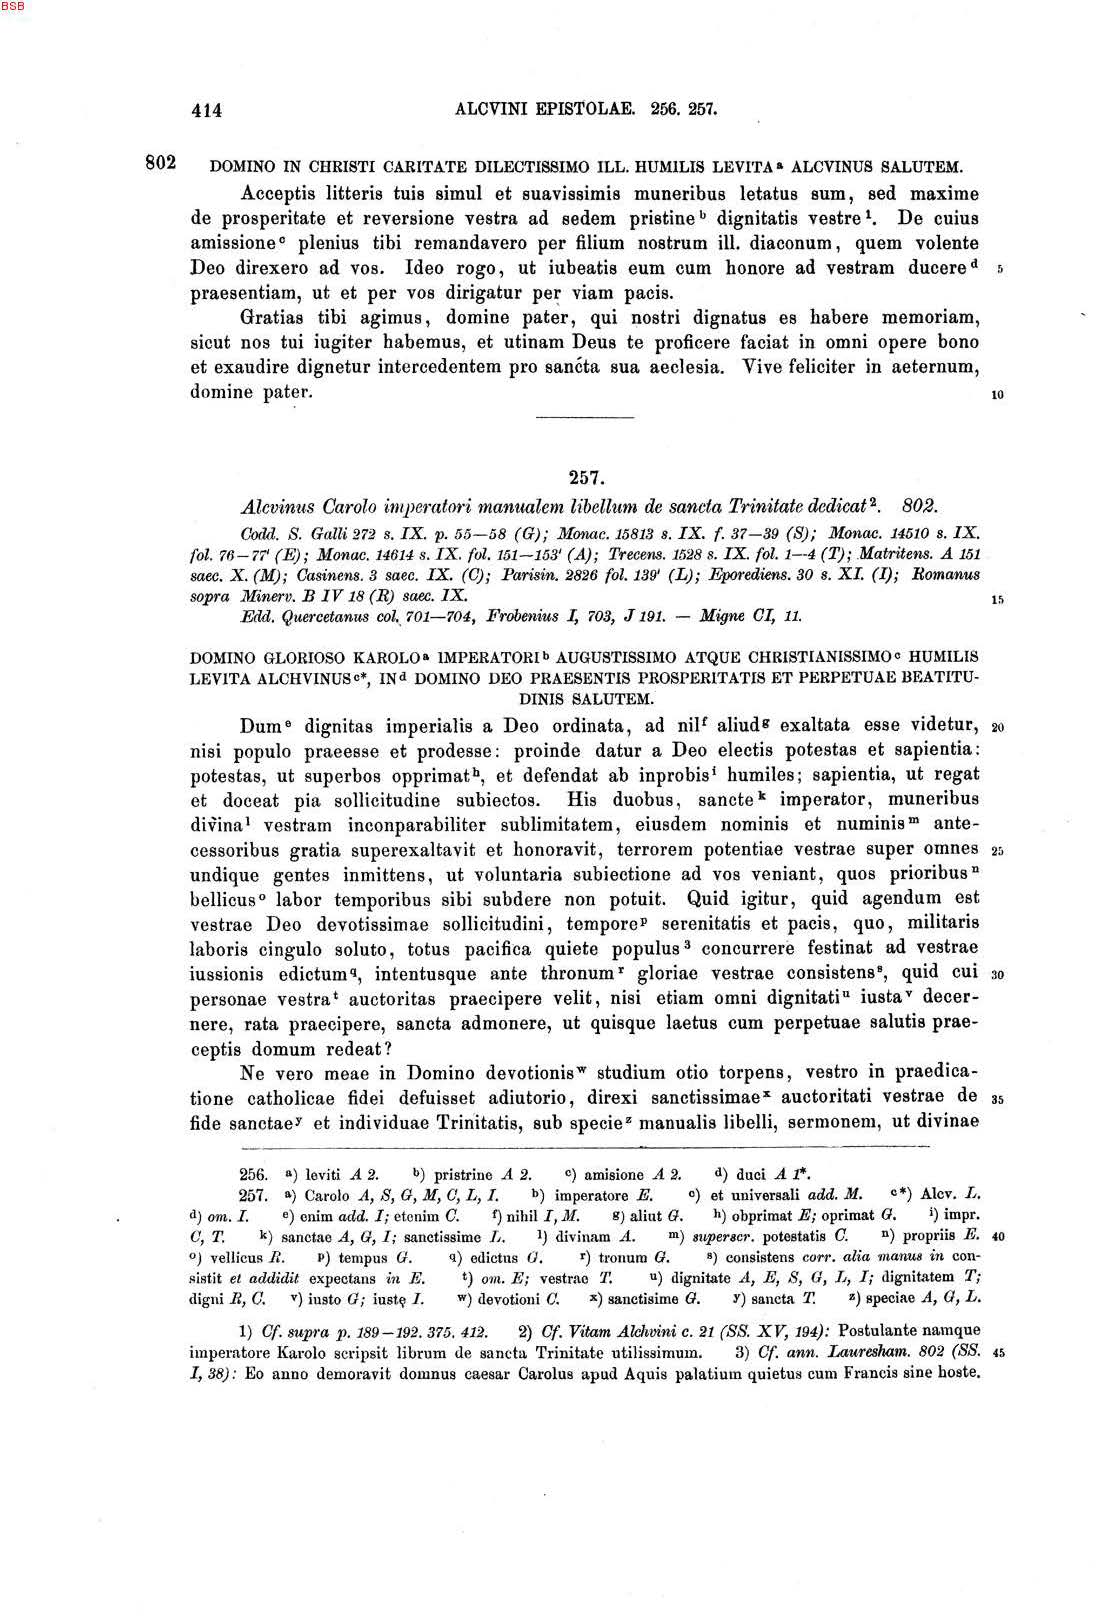 BSB
414 ALCVINI EPISTOLAE. 256. 257.
802 DOMINO IN CHRISTI CARITATE DILECTISSIMO ILL. HUMILIS LEVITA a ALCVINUS SALUTEM.
Acceptis litteris tuis simul et suavissimis muneribus letatus sum, sed maxime
de prosperitate et reversione vestra ad sedem pristine b dignitatis vestre 1. De cuius
amissione c plenius tibi remandavero per filium nostrum ill. diaconum, quem volente
Deo direxero ad vos. Ideo rogo, ut iubeatis eum cum honore ad vestram ducere d 5
praesentiam, ut et per vos dirigatur per viam pacis.
Gratias tibi agimus, domine pater, qui nostri dignatus es habere memoriam,
sicut nos tui iugiter habemus, et utinam Deus te proficere faciat in omni opere bono
et exaudire dignetur intercedentem pro sancta sua aeclesia. Vive feliciter in aeternum,
domine pater. 10
257.
Alcvinus Carolo imperatori manualem libellum de sancta Trinitate dedicat 2. 802.
Codd. S. Galli 272 s. IX. p. 55—58 (G); Monac. 15813 s. IX. f. 37—39 (S); Monac. 14510 s. IX.
fol. 76—77' (E); Monac. 14614 s. IX. fol. 151—153' (A); Trecens. 1528 s. IX. fol. 1—4 (T); Matritens. A 151
saec. X. (M); Casinens. 3 saec. IX. (C); Parisin. 2826 fol. 139' (L); Eporediens. 30 s. XI. (I); Romanus
sopra Minerv. B IV 18 (R) saec. IX. 15
Edd. Quercetanus col. 701—704, Frobenius I, 703, J 191. — Migne CI, 11.
DOMINO GLORIOSO KAROLO a IMPERATORI b AUGUSTISSIMO ATQUE CHRISTIANISSIMO c HUMILIS
LEVITA ALCHVINUS c*, IN d DOMINO DEO PRAESENTIS PROSPERITATIS ET PERPETUAE BEATITU-
DINIS SALUTEM.
Dum e dignitas imperialis a Deo ordinata, ad nil f aliud g exaltata esse videtur, 20
nisi populo praeesse et prodesse: proinde datur a Deo electis potestas et sapientia:
potestas, ut superbos opprimat h, et defendat ab inprobis i humiles; sapientia, ut regat
et doceat pia sollicitudine subiectos. His duobus, sancte k imperator, muneribus
divina l vestram inconparabiliter sublimitatem, eiusdem nominis et numinis m ante-
cessoribus gratia superexaltavit et honoravit, terrorem potentiae vestrae super omnes 25
undique gentes inmittens, ut voluntaria subiectione ad vos veniant, quos prioribus n
bellicus o labor temporibus sibi subdere non potuit. Quid igitur, quid agendum est
vestrae Deo devotissimae sollicitudini, tempore p serenitatis et pacis, quo, militaris
laboris cingulo soluto, totus pacifica quiete populus 3 concurrere festinat ad vestrae
iussionis edictum q, intentusque ante thronum r gloriae vestrae consistens s, quid cui 30
personae vestra t auctoritas praecipere velit, nisi etiam omni dignitati u iusta v decer-
nere, rata praecipere, sancta admonere, ut quisque laetus cum perpetuae salutis prae-
ceptis domum redeat?
Ne vero meae in Domino devotionis w studium otio torpens, vestro in praedica-
tione catholicae fidei defuisset adiutorio, direxi sanctissimae x auctoritati vestrae de 35
fide sanctae y et individuae Trinitatis, sub specie z manualis libelli, sermonem, ut divinae
256. a) leviti A 2. b) pristrine A 2. c) amisione A 2. d) duci A 1*.
257. a) Carolo A, S, G, M, C, L, I. b) imperatore E. c) et universali add. M. c*) Alcv. L.
d) om. I. e) enim add. I; etenim C. f) nihil I, M. g) aliut G. h) obprimat E; oprimat G. i) impr.
C, T. k) sanctae A, G, I; sanctissime L. l) divinam A. m) superscr. potestatis C. n) propriis E. 40
o) vellicus R. p) tempus G. q) edictus G. r) tronum G. s) consistens corr. alia manus in con-
sistit et addidit expectans in E. t) om. E; vestrae T. u) dignitate A, E, S, G, L, I; dignitatem T;
digni R, C. v) iusto G; iustę I. w) devotioni C. x) sanctisime G. y) sancta T. z) speciae A, G, L.
1) Cf. supra p. 189—192. 375. 412. 2) Cf. Vitam Alchvini c. 21 (SS. XV, 194): Postulante namque
imperatore Karolo scripsit librum de sancta Trinitate utilissimum. 3) Cf. ann. Lauresham. 802 (SS. 45
I, 38): Eo anno demoravit domnus caesar Carolus apud Aquis palatium quietus cum Francis sine hoste.